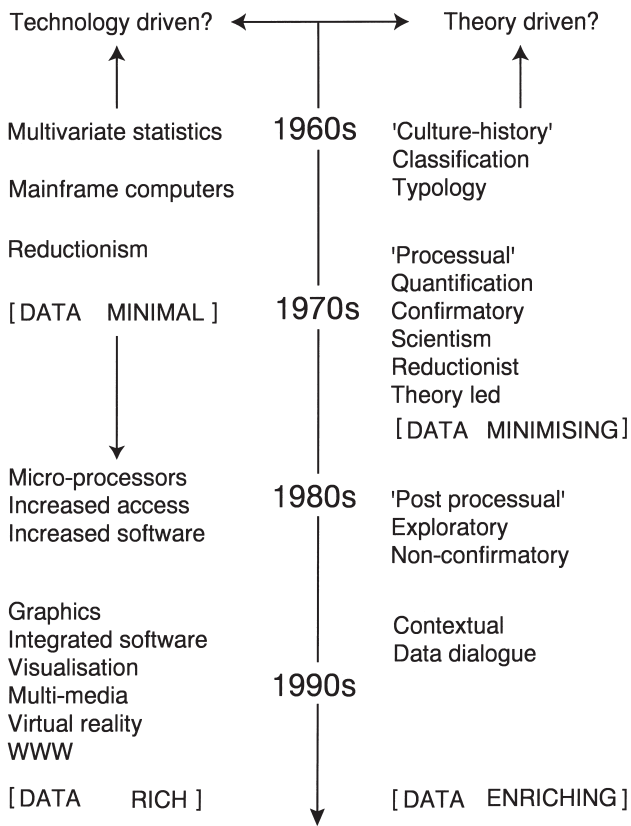 Technology driven?
Theory driven?
Multivariate statistics
Mainframe computers
Reductionism
[DATA MINIMAL]
Micro-processors
Increased access
Increased software
Graphics
Integrated software
Visualisation
Multi-media
Virtual reality
WWW
[DATA RICH]
1960s
1970s
1980s
1990s
'Culture-history'
Classification
Typology
'Processual'
Quantification
Confirmatory
Scientism
Reductionist
Theory led
[DATA MINIMISING]
'Post processual'
Exploratory
Non-confirmatory
Contextual
Data dialogue
[DATA ENRICHING]